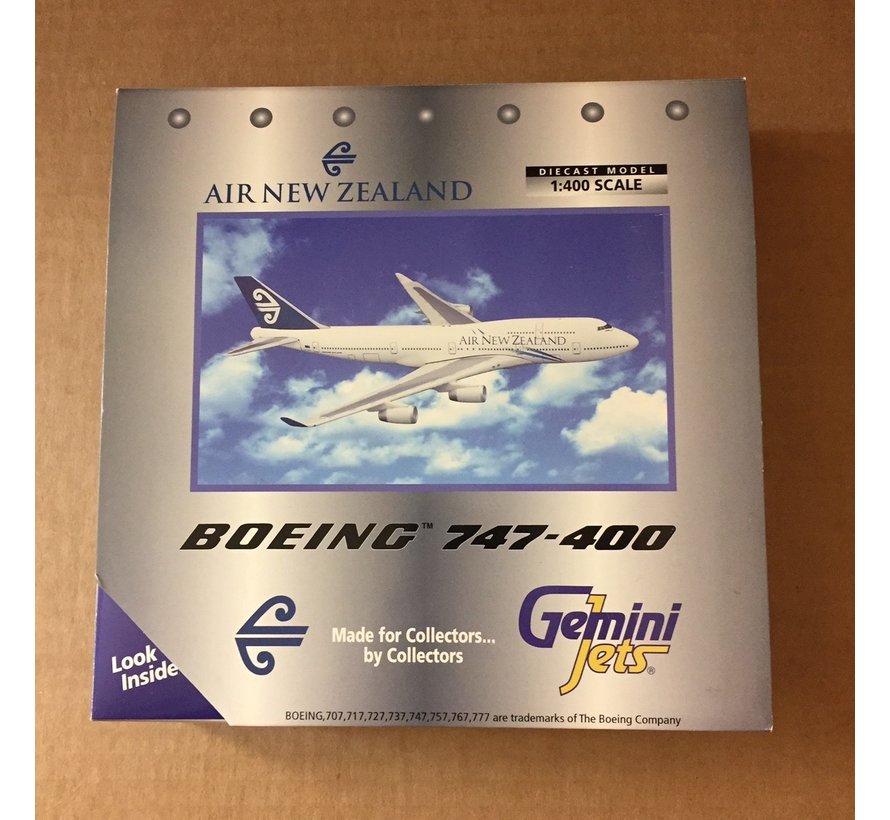 AIR NEW ZEALAND
DIECAST MODEL
1:400 SCALE
AIR NEW ZEALAND
BOEING™ 747-400
Made for Collectors...
by Collectors
Gemini
Jets®
Look
Inside
BOEING,707,717,727,737,747,757,767,777 are trademarks of The Boeing Company